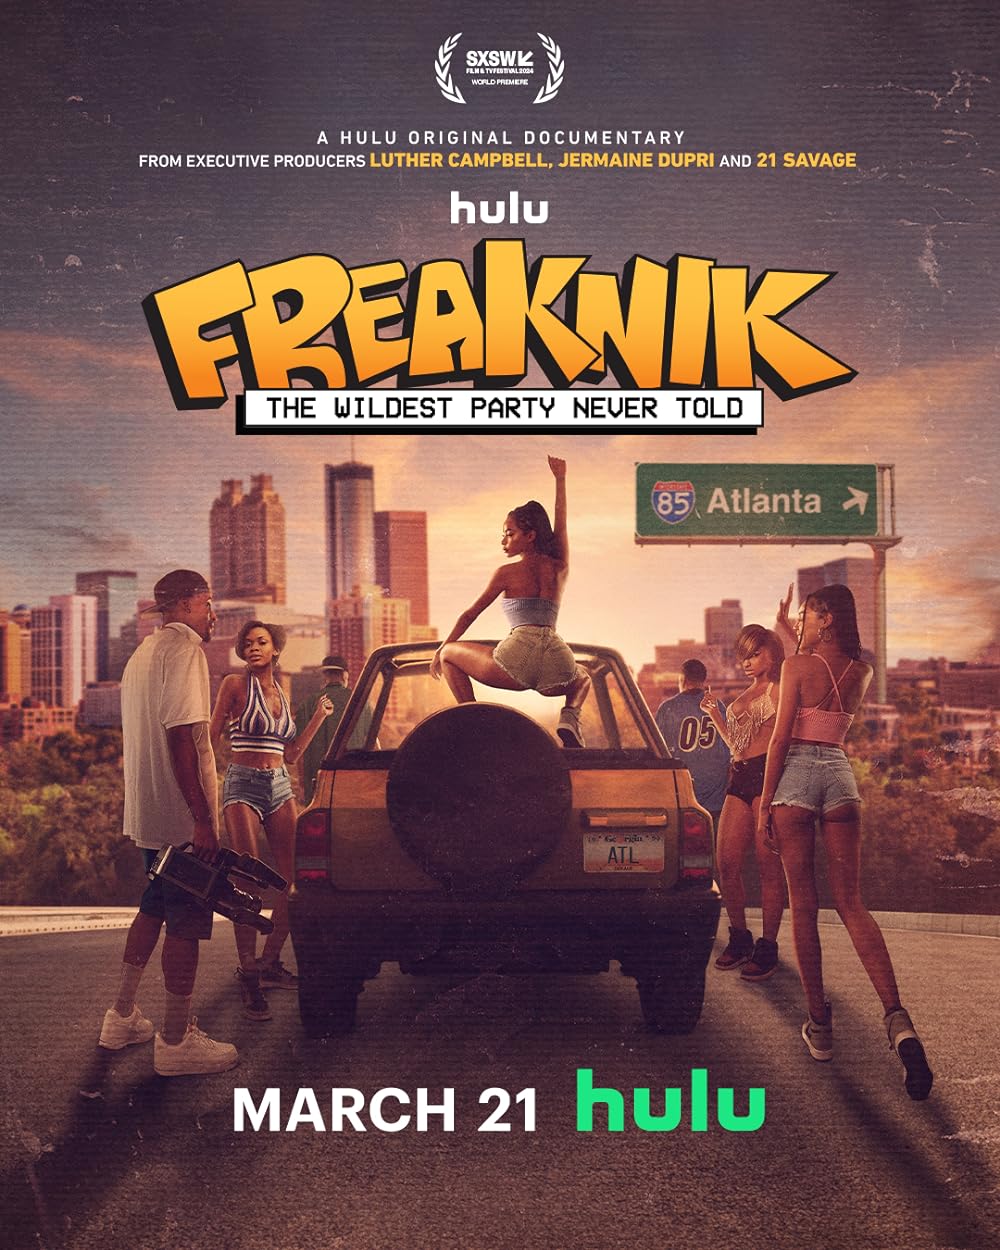 SXSW
FILM & TV FESTIVAL 2024
WORLD PREMIERE
A HULU ORIGINAL DOCUMENTARY
FROM EXECUTIVE PRODUCERS LUTHER CAMPBELL, JERMAINE DUPRI AND 21 SAVAGE
hulu
FREAKNIK
THE WILDEST PARTY NEVER TOLD
INTERSTATE
85 Atlanta
05
Georgia
ATL
MARCH 21 hulu